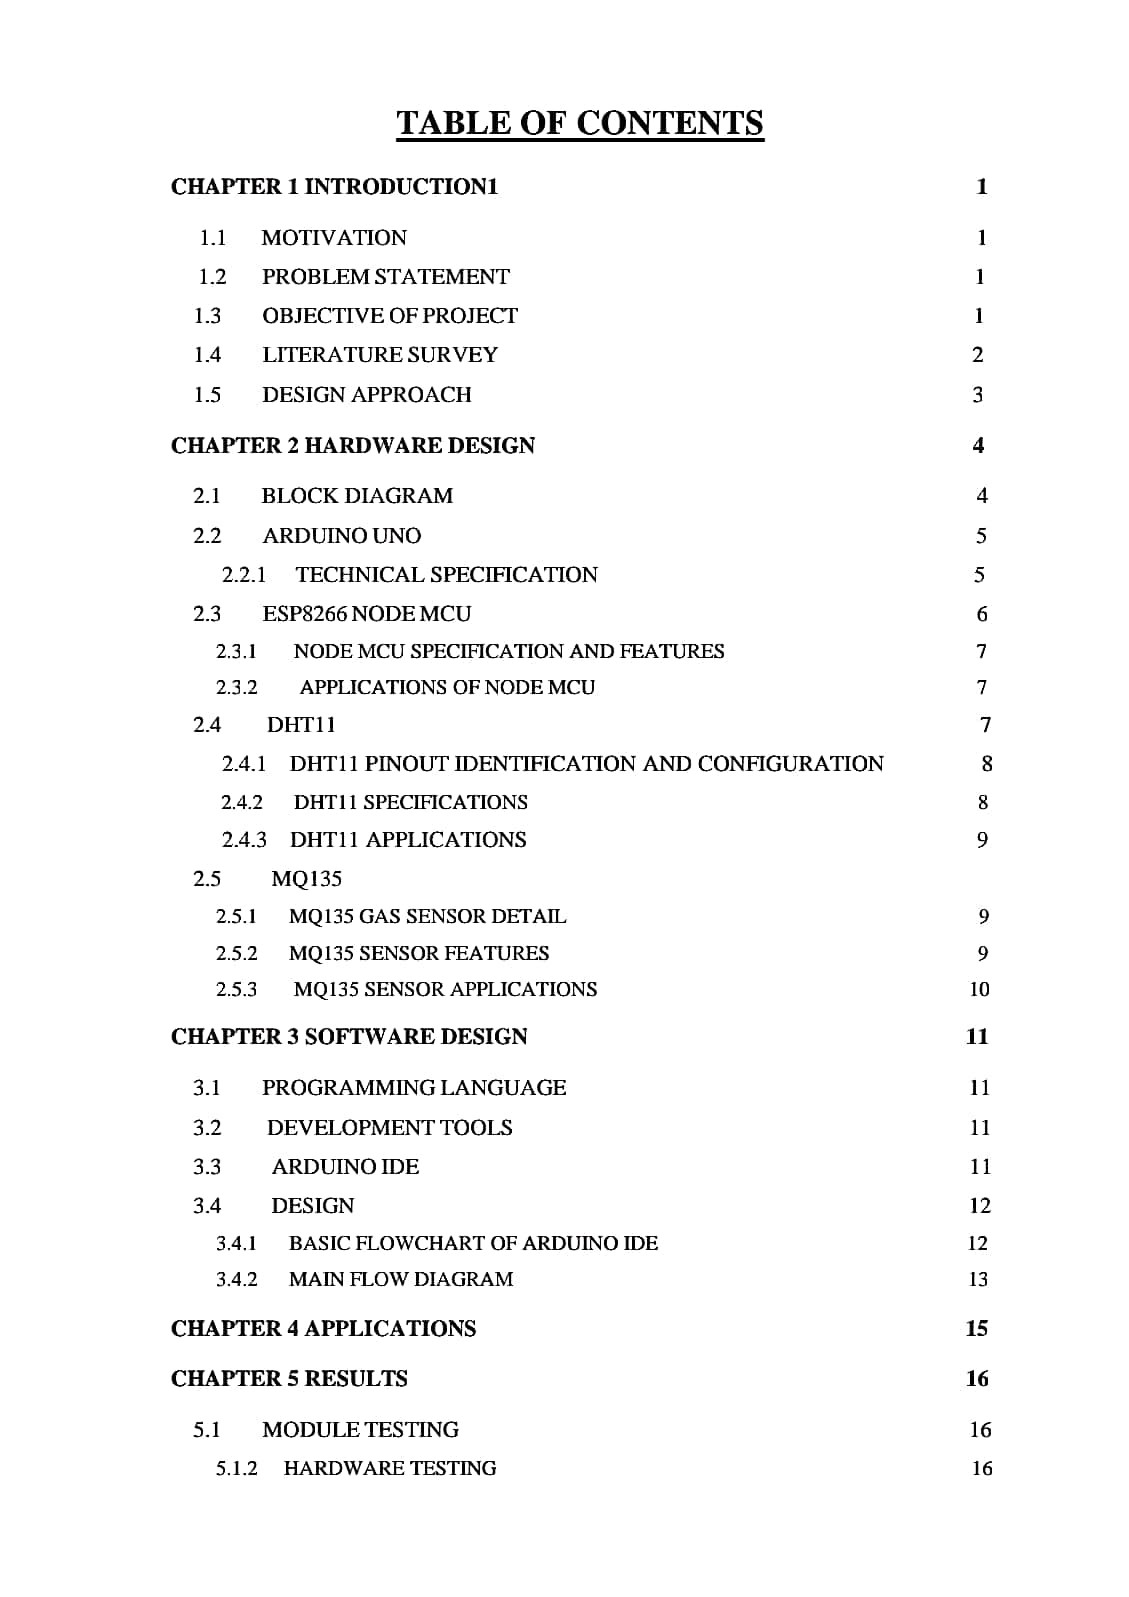 TABLE OF CONTENTS
CHAPTER 1 INTRODUCTION1 1
1.1 MOTIVATION 1
1.2 PROBLEM STATEMENT 1
1.3 OBJECTIVE OF PROJECT 1
1.4 LITERATURE SURVEY 2
1.5 DESIGN APPROACH 3
CHAPTER 2 HARDWARE DESIGN 4
2.1 BLOCK DIAGRAM 4
2.2 ARDUINO UNO 5
2.2.1 TECHNICAL SPECIFICATION 5
2.3 ESP8266 NODE MCU 6
2.3.1 NODE MCU SPECIFICATION AND FEATURES 7
2.3.2 APPLICATIONS OF NODE MCU 7
2.4 DHT11 7
2.4.1 DHT11 PINOUT IDENTIFICATION AND CONFIGURATION 8
2.4.2 DHT11 SPECIFICATIONS 8
2.4.3 DHT11 APPLICATIONS 9
2.5 MQ135
2.5.1 MQ135 GAS SENSOR DETAIL 9
2.5.2 MQ135 SENSOR FEATURES 9
2.5.3 MQ135 SENSOR APPLICATIONS 10
CHAPTER 3 SOFTWARE DESIGN 11
3.1 PROGRAMMING LANGUAGE 11
3.2 DEVELOPMENT TOOLS 11
3.3 ARDUINO IDE 11
3.4 DESIGN 12
3.4.1 BASIC FLOWCHART OF ARDUINO IDE 12
3.4.2 MAIN FLOW DIAGRAM 13
CHAPTER 4 APPLICATIONS 15
CHAPTER 5 RESULTS 16
5.1 MODULE TESTING 16
5.1.2 HARDWARE TESTING 16